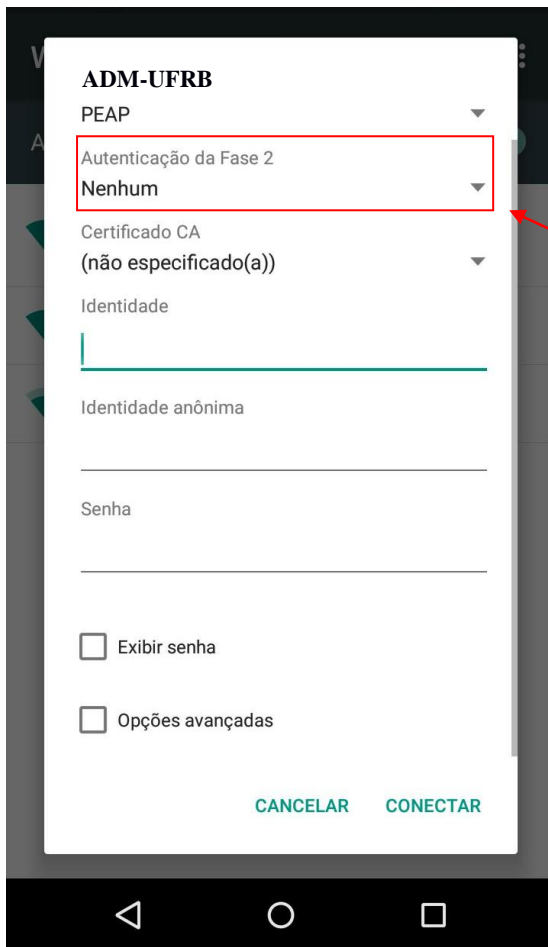 W
A
ADM-UFRB
PEAP
Autenticação da Fase 2
Nenhum
Certificado CA
(não especificado(a))
Identidade
Identidade anônima
Senha
Exibir senha
Opções avançadas
CANCELAR CONECTAR